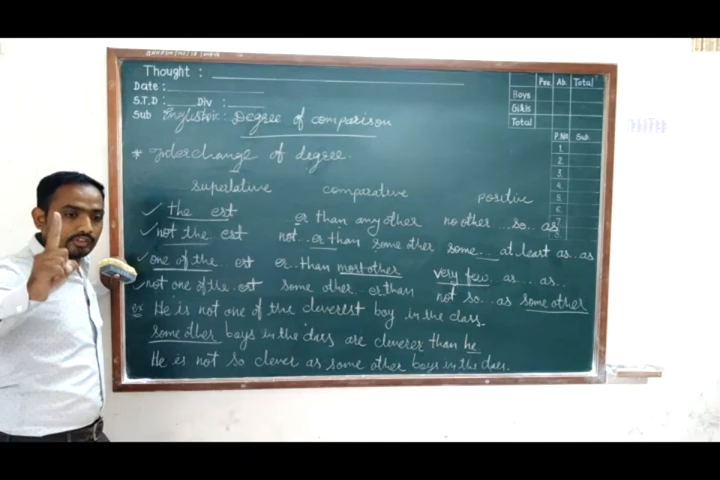 Thought :
Pre. Ab. Total
Date :
Boys
S.T.D : Div :
Girls
Sub English Degree of comparison
Total
P.No Sub.
* Interchange of degree.
1.
2.
3.
4.
5.
6.
7.
8.
superlative comparative positive
✓ the est er than any other no other ... so .. as
✓ not the est not .. er than some other some ... at least as .. as
✓ one of the .. est er .. than most other very few as .... as ..
✓ not one of the .. est some other .. er than not so ... as some other
ex He is not one of the cleverest boy in the class.
some other boys in the class are cleverer than he.
He is not so clever as some other boys in the class.